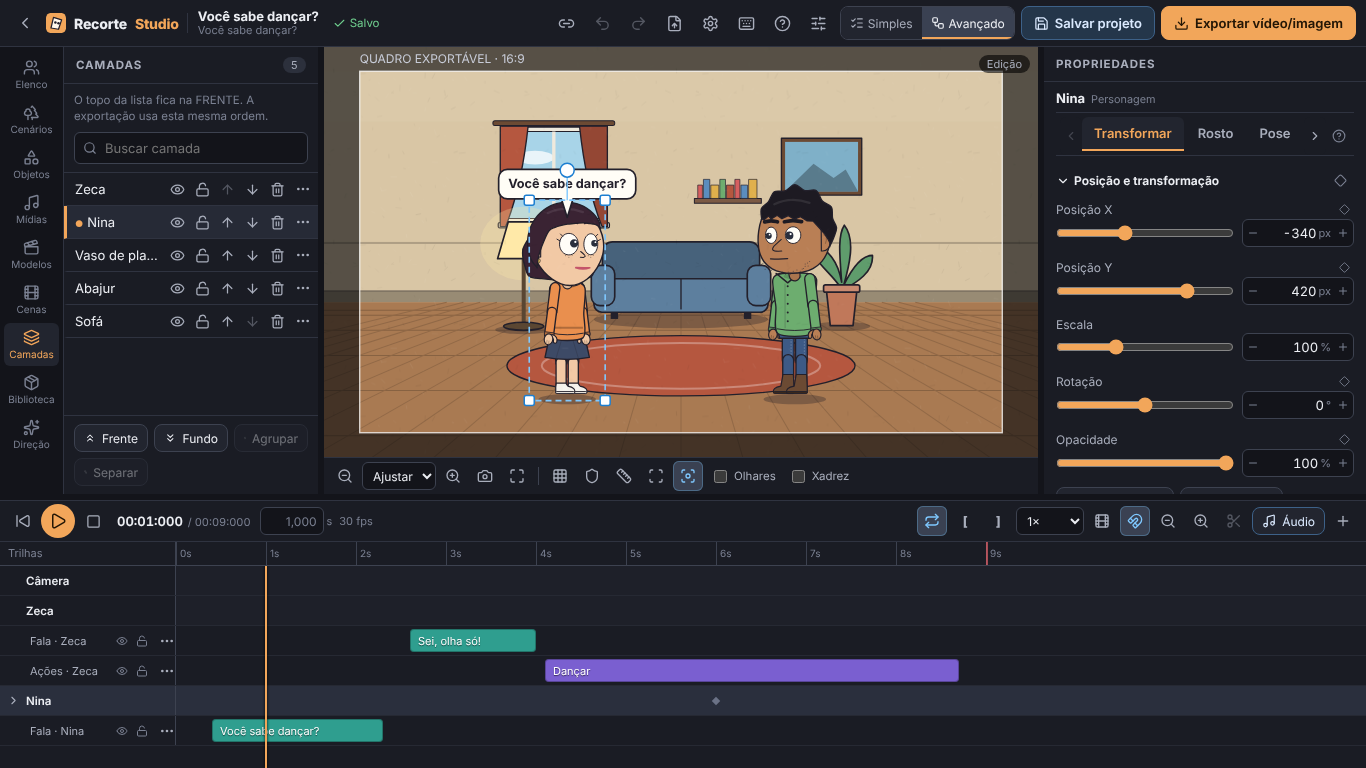 Recorte Studio
Você sabe dançar?
Você sabe dançar?
Salvo
Simples
Avançado
Salvar projeto
Exportar vídeo/imagem
Elenco
Cenários
Objetos
Mídias
Modelos
Cenas
Camadas
Biblioteca
Direção
CAMADAS
5
O topo da lista fica na FRENTE. A
exportação usa esta mesma ordem.
Buscar camada
Zeca
Nina
Vaso de pla...
Abajur
Sofá
Frente
Fundo
Agrupar
Separar
QUADRO EXPORTÁVEL · 16:9
Edição
Você sabe dançar?
Ajustar
Olhares
Xadrez
PROPRIEDADES
Nina Personagem
Transformar
Rosto
Pose
Posição e transformação
Posição X
-340 px
Posição Y
420 px
Escala
100 %
Rotação
0 °
Opacidade
100 %
00:01:000 / 00:09:000
1,000 s
30 fps
[
]
1×
Áudio
Trilhas
0s
1s
2s
3s
4s
5s
6s
7s
8s
9s
Câmera
Zeca
Fala · Zeca
Sei, olha só!
Ações · Zeca
Dançar
Nina
Fala · Nina
Você sabe dançar?